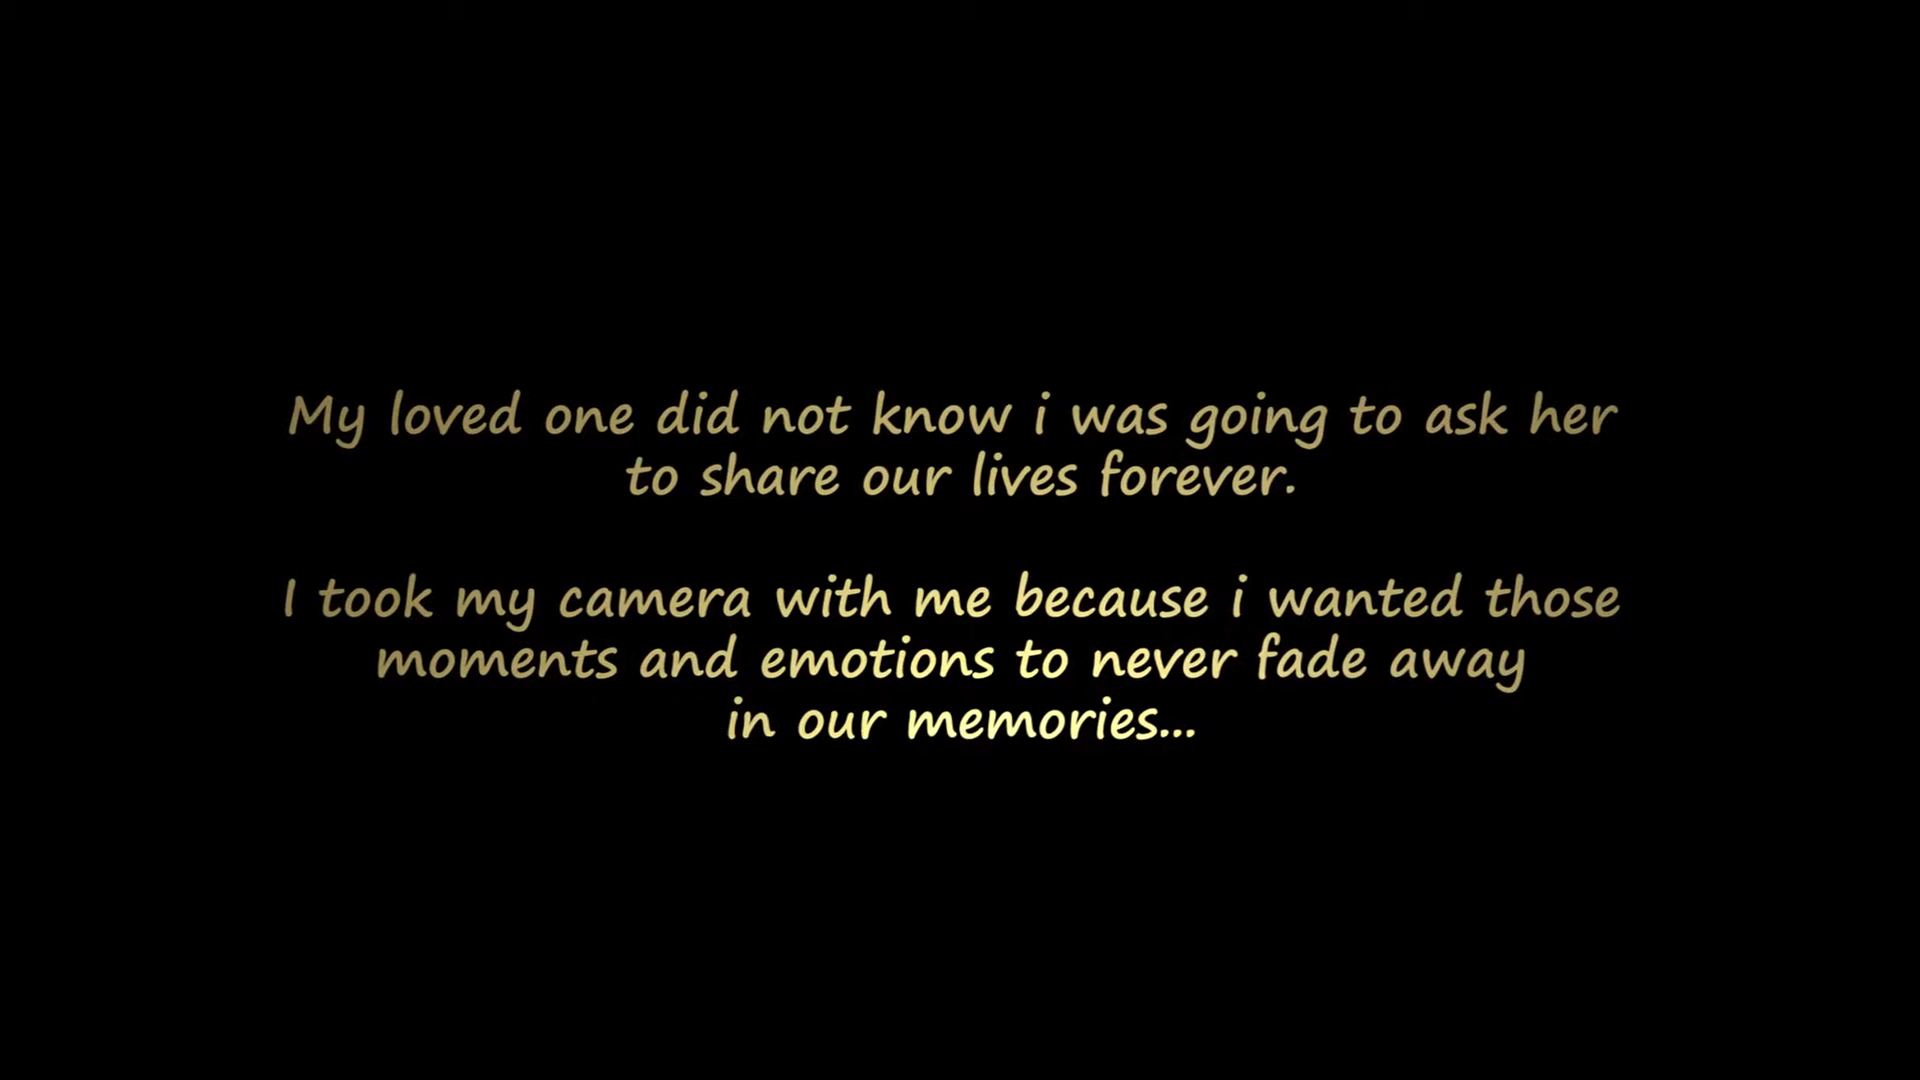 My loved one did not know i was going to ask her
to share our lives forever.
I took my camera with me because i wanted those
moments and emotions to never fade away
in our memories...